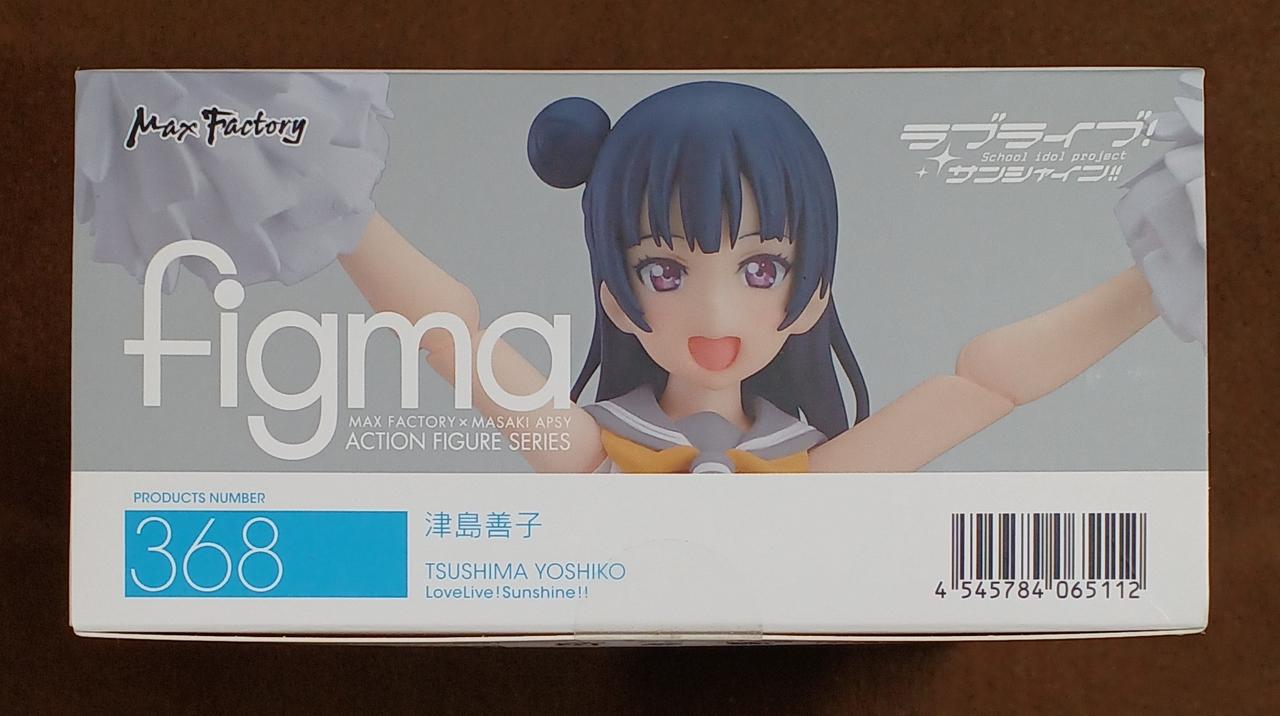 Max Factory
ラブライブ!
School idol project
サンシャイン!!
figma
MAX FACTORY×MASAKI APSY
ACTION FIGURE SERIES
PRODUCTS NUMBER
368
津島善子
TSUSHIMA YOSHIKO
LoveLive!Sunshine!!
4 545784 065112